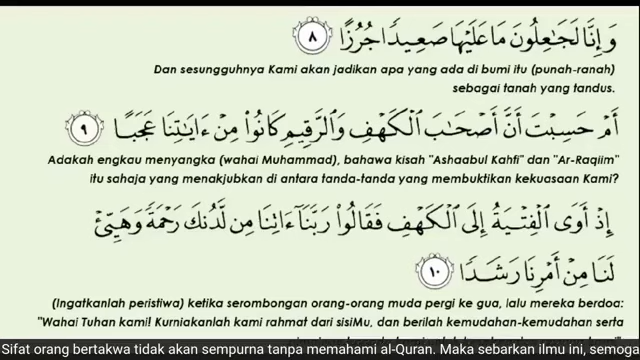 وَإِنَّا لَجَٰعِلُونَ مَا عَلَيۡهَا صَعِيدٗا جُرُزًا ٨
Dan sesungguhnya Kami akan jadikan apa yang ada di bumi itu (punah-ranah)
sebagai tanah yang tandus.
أَمۡ حَسِبۡتَ أَنَّ أَصۡحَٰبَ ٱلۡكَهۡفِ وَٱلرَّقِيمِ كَانُواْ مِنۡ ءَايَٰتِنَا عَجَبًا ٩
Adakah engkau menyangka (wahai Muhammad), bahawa kisah "Ashaabul Kahfi" dan "Ar-Raqiim"
itu sahaja yang menakjubkan di antara tanda-tanda yang membuktikan kekuasaan Kami?
إِذۡ أَوَى ٱلۡفِتۡيَةُ إِلَى ٱلۡكَهۡفِ فَقَالُواْ رَبَّنَآ ءَاتِنَا مِن لَّدُنكَ رَحۡمَةٗ وَهَيِّئۡ
لَنَا مِنۡ أَمۡرِنَا رَشَدٗا ١٠
(Ingatkanlah peristiwa) ketika serombongan orang-orang muda pergi ke gua, lalu mereka berdoa:
"Wahai Tuhan kami! Kurniakanlah kami rahmat dari sisiMu, dan berilah kemudahan-kemudahan serta
Sifat orang bertakwa tidak akan sempurna tanpa memahami al-Quran. Maka sebarkan ilmu ini, semog